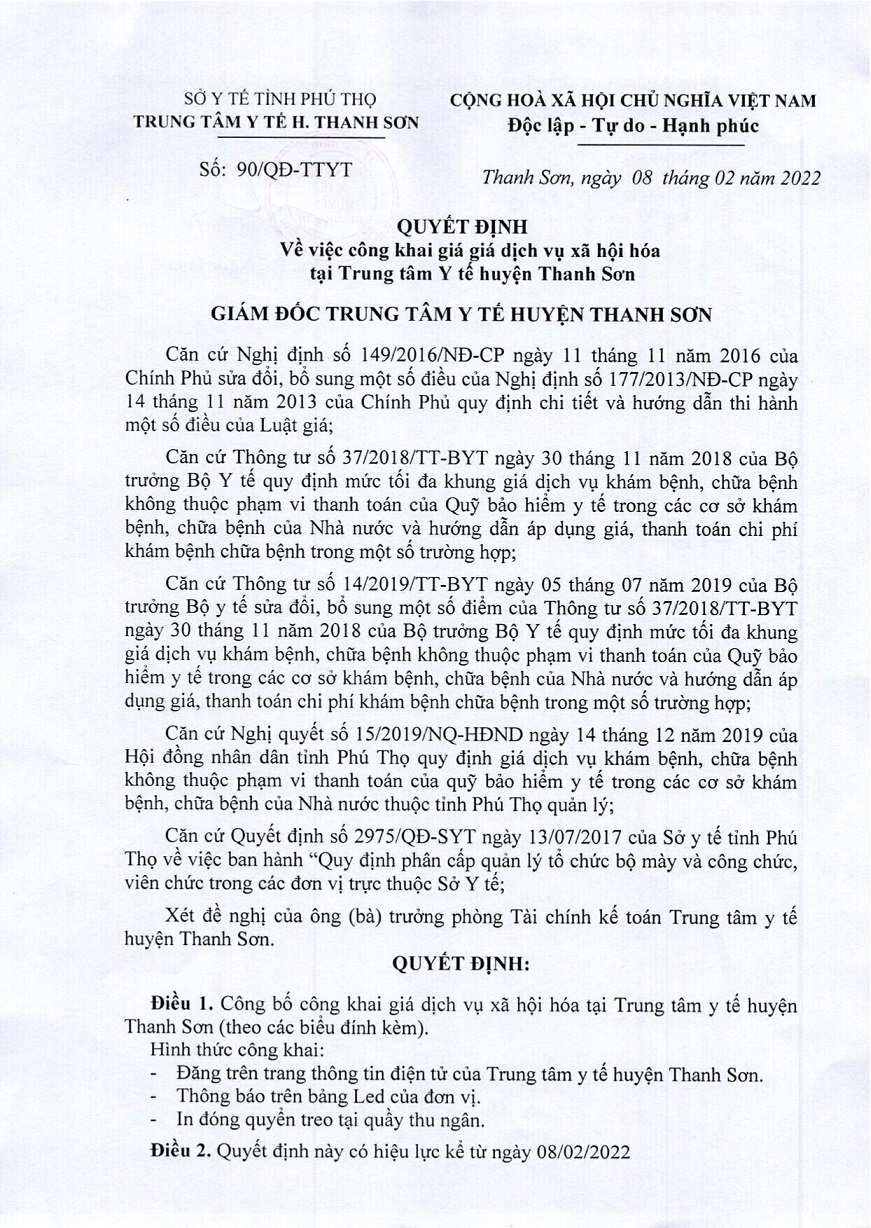 SỞ Y TẾ TỈNH PHÚ THỌ
TRUNG TÂM Y TẾ H. THANH SƠN
CỘNG HOÀ XÃ HỘI CHỦ NGHĨA VIỆT NAM
Độc lập - Tự do - Hạnh phúc
Số: 90/QĐ-TTYT
Thanh Sơn, ngày 08 tháng 02 năm 2022
QUYẾT ĐỊNH
Về việc công khai giá giá dịch vụ xã hội hóa
tại Trung tâm Y tế huyện Thanh Sơn
GIÁM ĐỐC TRUNG TÂM Y TẾ HUYỆN THANH SƠN
Căn cứ Nghị định số 149/2016/NĐ-CP ngày 11 tháng 11 năm 2016 của
Chính Phủ sửa đổi, bổ sung một số điều của Nghị định số 177/2013/NĐ-CP ngày
14 tháng 11 năm 2013 của Chính Phủ quy định chi tiết và hướng dẫn thi hành
một số điều của Luật giá;
Căn cứ Thông tư số 37/2018/TT-BYT ngày 30 tháng 11 năm 2018 của Bộ
trưởng Bộ Y tế quy định mức tối đa khung giá dịch vụ khám bệnh, chữa bệnh
không thuộc phạm vi thanh toán của Quỹ bảo hiểm y tế trong các cơ sở khám
bệnh, chữa bệnh của Nhà nước và hướng dẫn áp dụng giá, thanh toán chi phí
khám bệnh chữa bệnh trong một số trường hợp;
Căn cứ Thông tư số 14/2019/TT-BYT ngày 05 tháng 07 năm 2019 của Bộ
trưởng Bộ y tế sửa đổi, bổ sung một số điểm của Thông tư số 37/2018/TT-BYT
ngày 30 tháng 11 năm 2018 của Bộ trưởng Bộ Y tế quy định mức tối đa khung
giá dịch vụ khám bệnh, chữa bệnh không thuộc phạm vi thanh toán của Quỹ bảo
hiểm y tế trong các cơ sở khám bệnh, chữa bệnh của Nhà nước và hướng dẫn áp
dụng giá, thanh toán chi phí khám bệnh chữa bệnh trong một số trường hợp;
Căn cứ Nghị quyết số 15/2019/NQ-HĐND ngày 14 tháng 12 năm 2019 của
Hội đồng nhân dân tỉnh Phú Thọ quy định giá dịch vụ khám bệnh, chữa bệnh
không thuộc phạm vi thanh toán của quỹ bảo hiểm y tế trong các cơ sở khám
bệnh, chữa bệnh của Nhà nước thuộc tỉnh Phú Thọ quản lý;
Căn cứ Quyết định số 2975/QĐ-SYT ngày 13/07/2017 của Sở y tế tỉnh Phú
Thọ về việc ban hành “Quy định phân cấp quản lý tổ chức bộ mày và công chức,
viên chức trong các đơn vị trực thuộc Sở Y tế;
Xét đề nghị của ông (bà) trưởng phòng Tài chính kế toán Trung tâm y tế
huyện Thanh Sơn.
QUYẾT ĐỊNH:
Điều 1. Công bố công khai giá dịch vụ xã hội hóa tại Trung tâm y tế huyện
Thanh Sơn (theo các biểu đính kèm).
Hình thức công khai:
- Đăng trên trang thông tin điện tử của Trung tâm y tế huyện Thanh Sơn.
- Thông báo trên bảng Led của đơn vị.
- In đóng quyển treo tại quầy thu ngân.
Điều 2. Quyết định này có hiệu lực kể từ ngày 08/02/2022